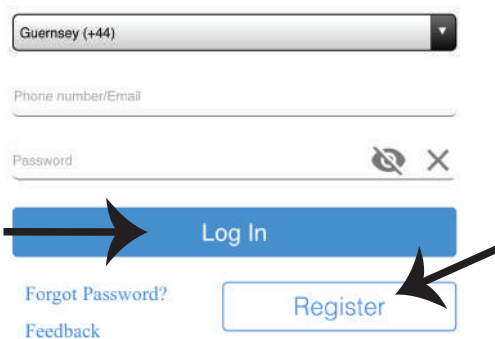 Guernsey (+44)
Phone number/Email
Password
Log In
Forgot Password?
Register
Feedback